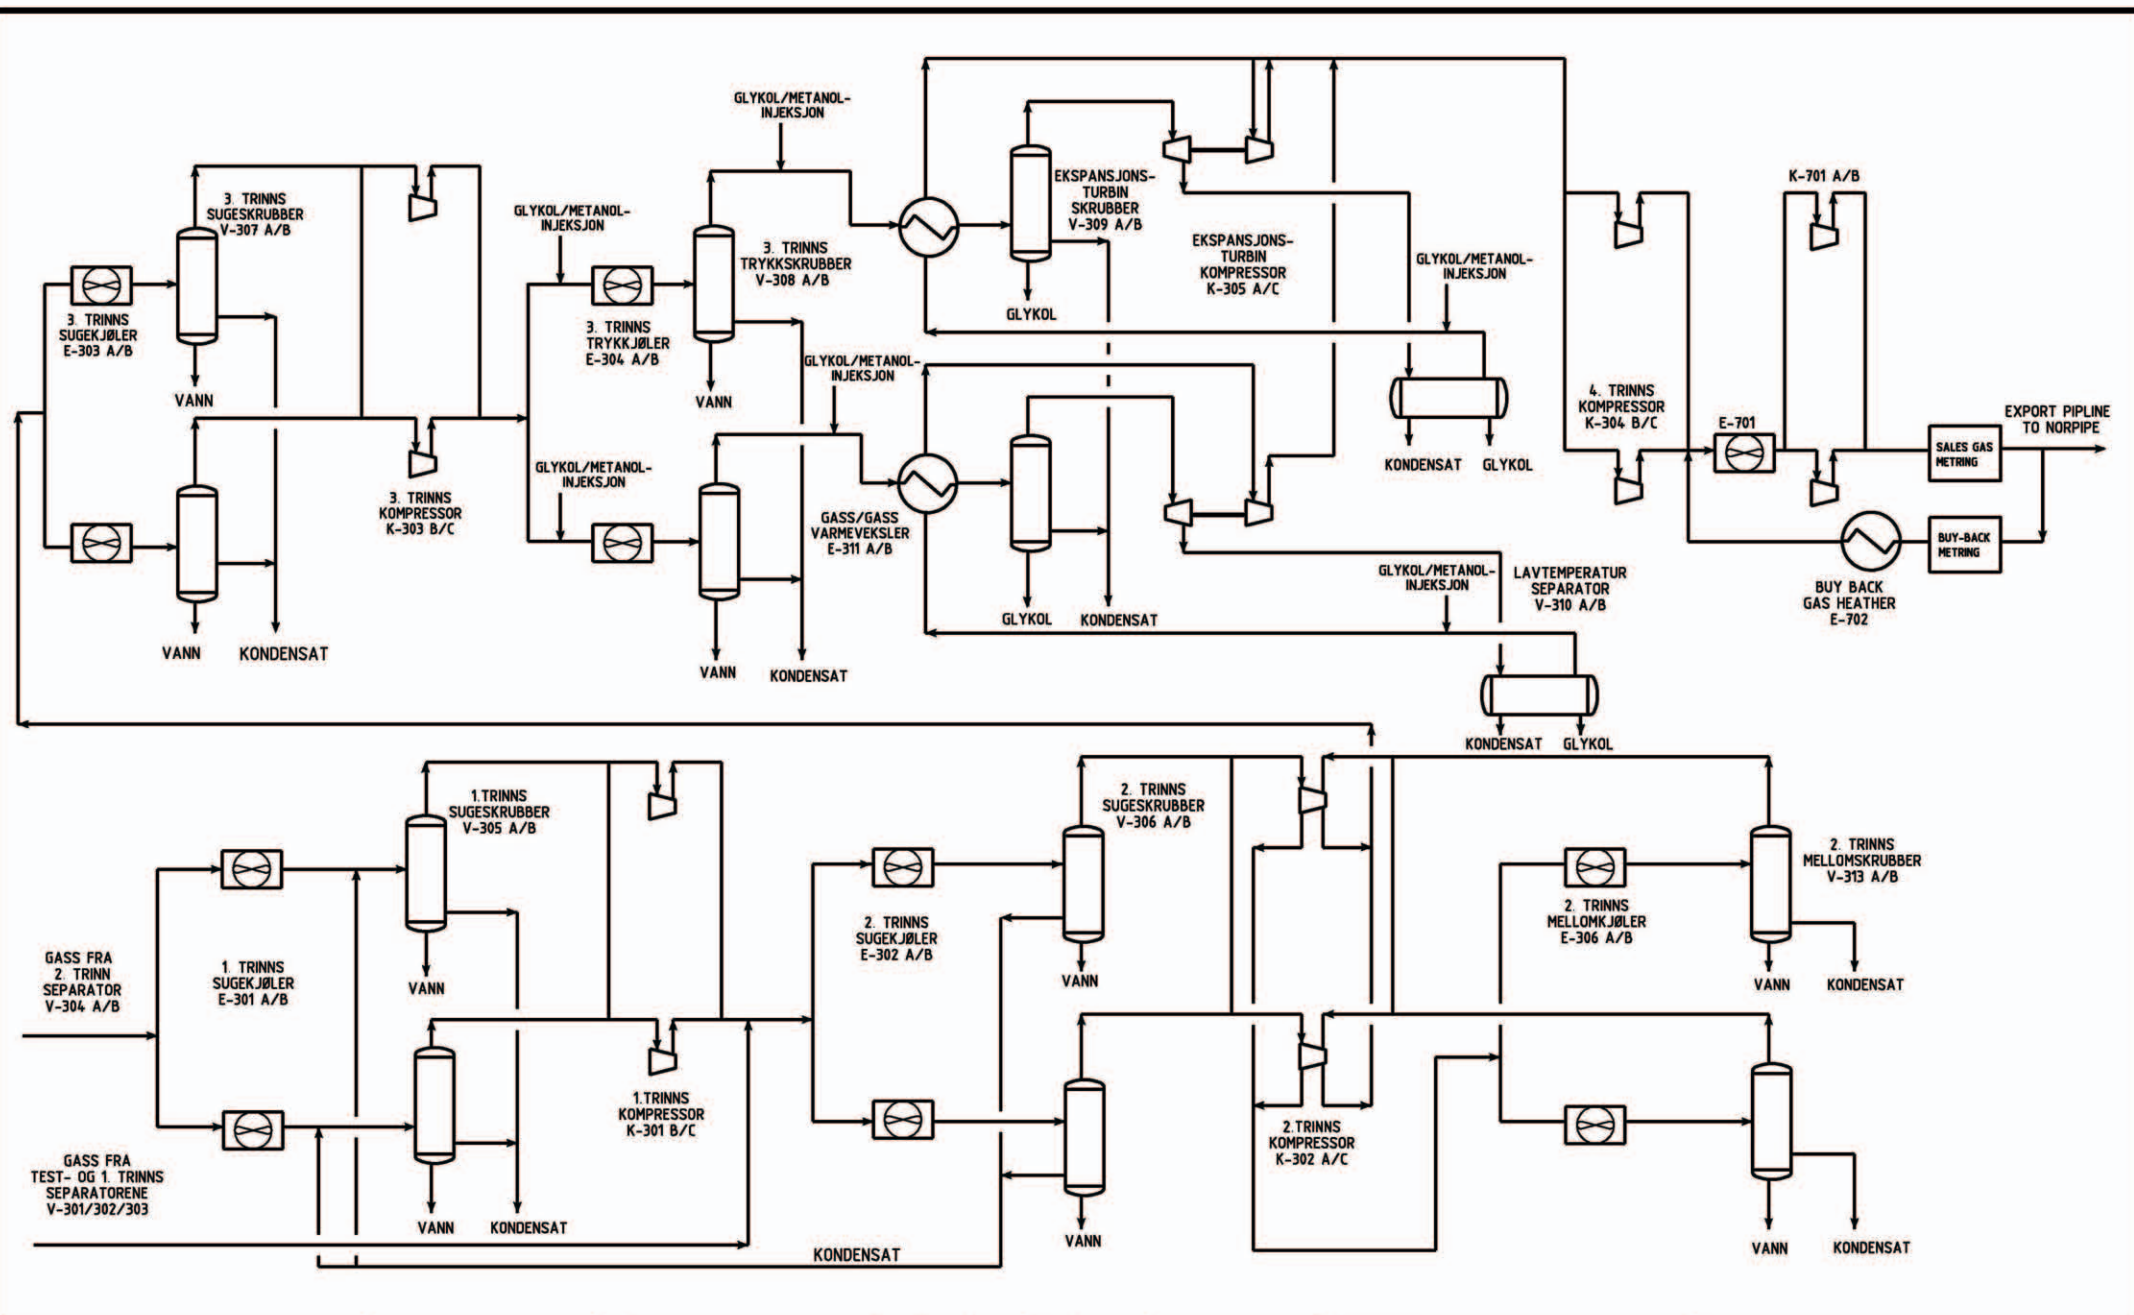 GLYKOL/METANOL-
INJEKSJON
3. TRINNS
SUGESKRUBBER
V-307 A/B
GLYKOL/METANOL-
INJEKSJON
3. TRINNS
TRYKKSKRUBBER
V-308 A/B
EKSPANSJONS-
TURBIN
SKRUBBER
V-309 A/B
EKSPANSJONS-
TURBIN
KOMPRESSOR
K-305 A/C
GLYKOL/METANOL-
INJEKSJON
K-701 A/B
3. TRINNS
SUGEKJØLER
E-303 A/B
3. TRINNS
TRYKKJØLER
E-304 A/B
GLYKOL
GLYKOL/METANOL-
INJEKSJON
VANN
VANN
4. TRINNS
KOMPRESSOR
K-304 B/C
E-701
EXPORT PIPLINE
TO NORPIPE
SALES GAS
METRING
KONDENSAT
GLYKOL
GLYKOL/METANOL-
INJEKSJON
3. TRINNS
KOMPRESSOR
K-303 B/C
GASS/GASS
VARMEVEKSLER
E-311 A/B
BUY-BACK
METRING
GLYKOL/METANOL-
INJEKSJON
LAVTEMPERATUR
SEPARATOR
V-310 A/B
BUY BACK
GAS HEATHER
E-702
GLYKOL
KONDENSAT
VANN
KONDENSAT
VANN
KONDENSAT
KONDENSAT
GLYKOL
1.TRINNS
SUGESKRUBBER
V-305 A/B
2. TRINNS
SUGESKRUBBER
V-306 A/B
2. TRINNS
MELLOMSKRUBBER
V-313 A/B
GASS FRA
2. TRINN
SEPARATOR
V-304 A/B
1. TRINNS
SUGEKJØLER
E-301 A/B
VANN
2. TRINNS
SUGEKJØLER
E-302 A/B
VANN
2. TRINNS
MELLOMKJØLER
E-306 A/B
VANN
KONDENSAT
1.TRINNS
KOMPRESSOR
K-301 B/C
2.TRINNS
KOMPRESSOR
K-302 A/C
GASS FRA
TEST- OG 1. TRINNS
SEPARATORENE
V-301/302/303
VANN
KONDENSAT
KONDENSAT
VANN
VANN
KONDENSAT